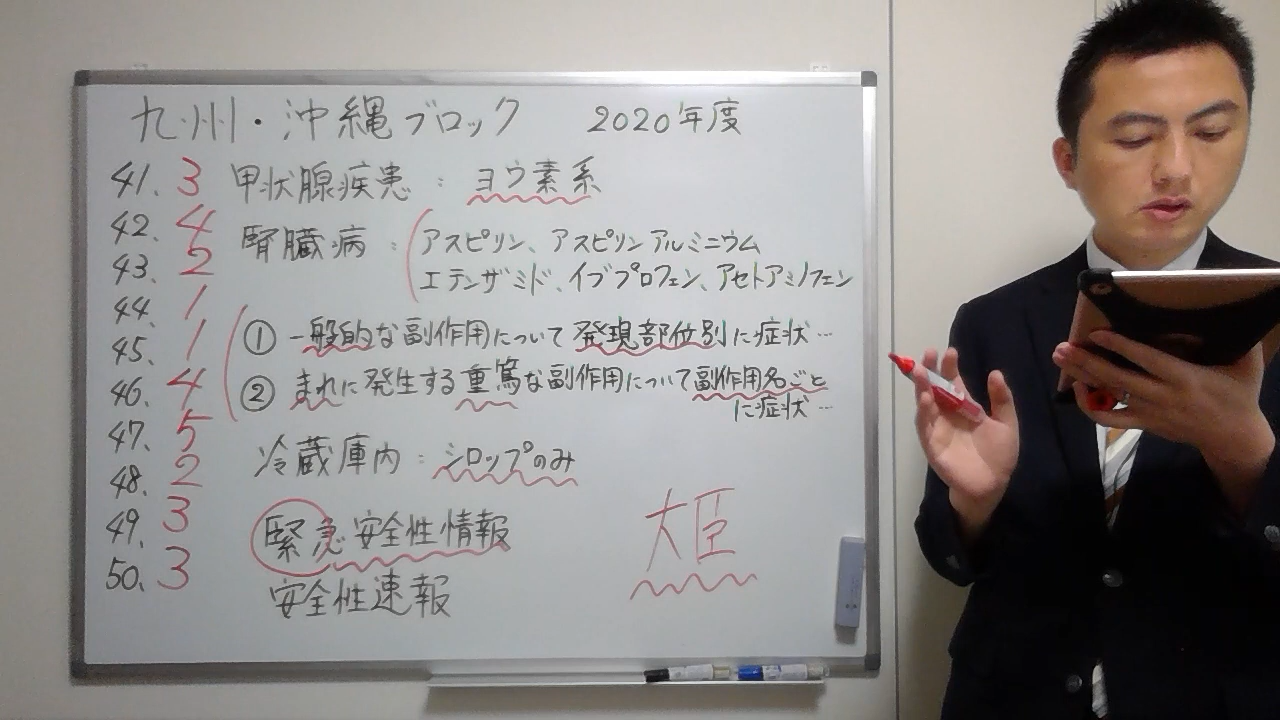 九州・沖縄ブロック 2020年度
41. 3 甲状腺疾患 : ヨウ素系
42. 4 腎臓病 : アスピリン、アスピリンアルミニウム
43. 2 エテンザミド、イブプロフェン、アセトアミノフェン
44. 1
45. 1 ① 一般的な副作用について発現部位別に症状…
46. 4 ② まれに発生する重篤な副作用について副作用名ごと
に症状…
47. 5
48. 2 冷蔵庫内 : シロップのみ
49. 3 緊急安全性情報 大臣
50. 3 安全性速報